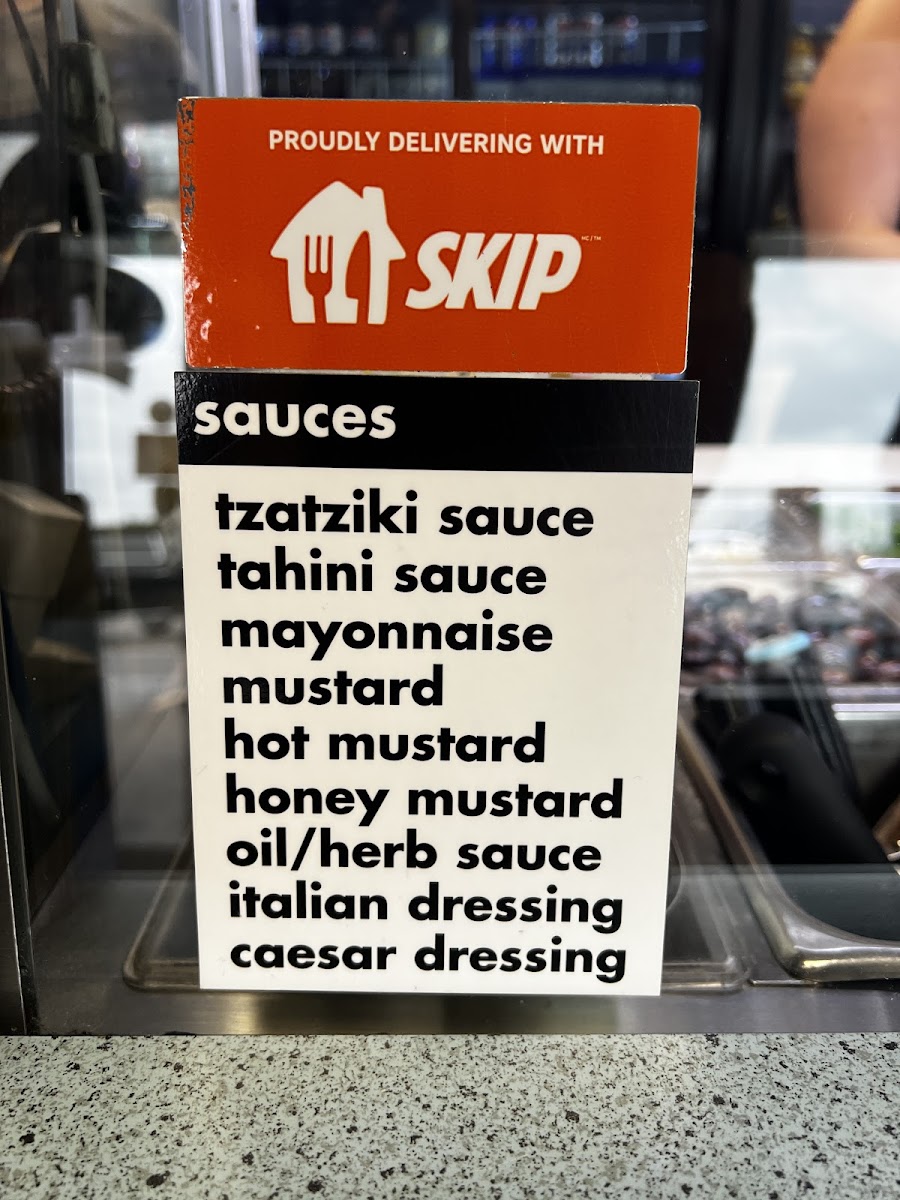 PROUDLY DELIVERING WITH
SKIP MC/TM
sauces
tzatziki sauce
tahini sauce
mayonnaise
mustard
hot mustard
honey mustard
oil/herb sauce
italian dressing
caesar dressing